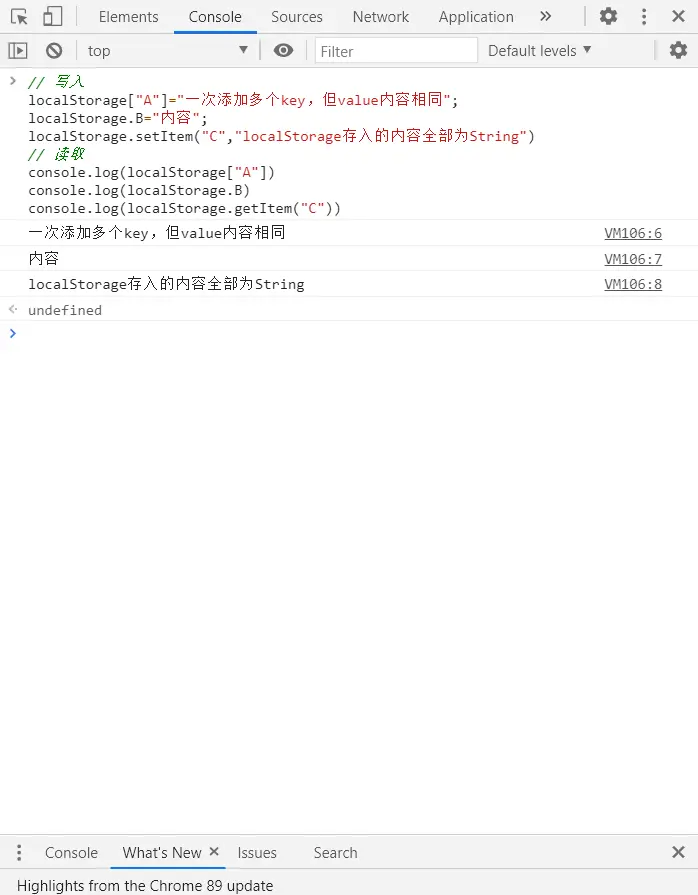 Elements Console Sources Network Application »
top Filter Default levels
// 写入
localStorage["A"]="一次添加多个key，但value内容相同";
localStorage.B="内容";
localStorage.setItem("C","localStorage存入的内容全部为String")
// 读取
console.log(localStorage["A"])
console.log(localStorage.B)
console.log(localStorage.getItem("C"))
一次添加多个key，但value内容相同 VM106:6
内容 VM106:7
localStorage存入的内容全部为String VM106:8
undefined
Console What's New Issues Search
Highlights from the Chrome 89 update